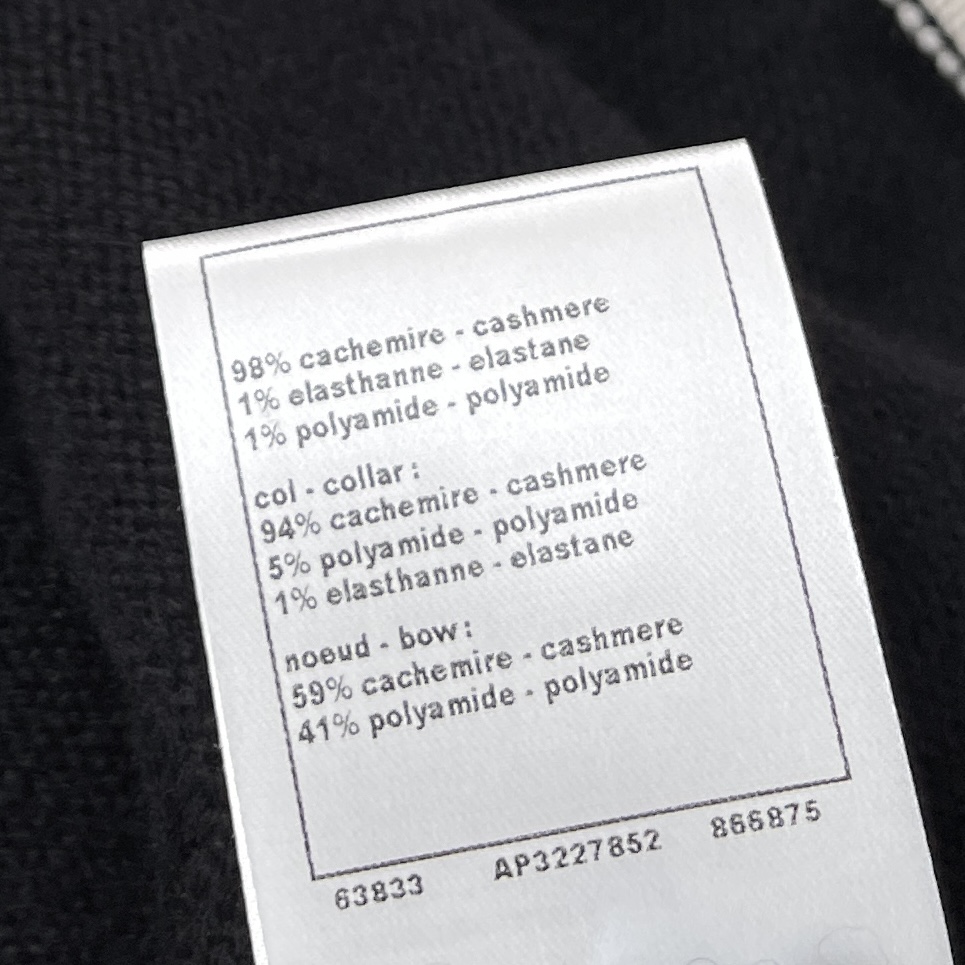 98% cachemire - cashmere
1% elasthanne - elastane
1% polyamide - polyamide
col - collar :
94% cachemire - cashmere
5% polyamide - polyamide
1% elasthanne - elastane
noeud - bow :
59% cachemire - cashmere
41% polyamide - polyamide
63833 AP3227852 866875